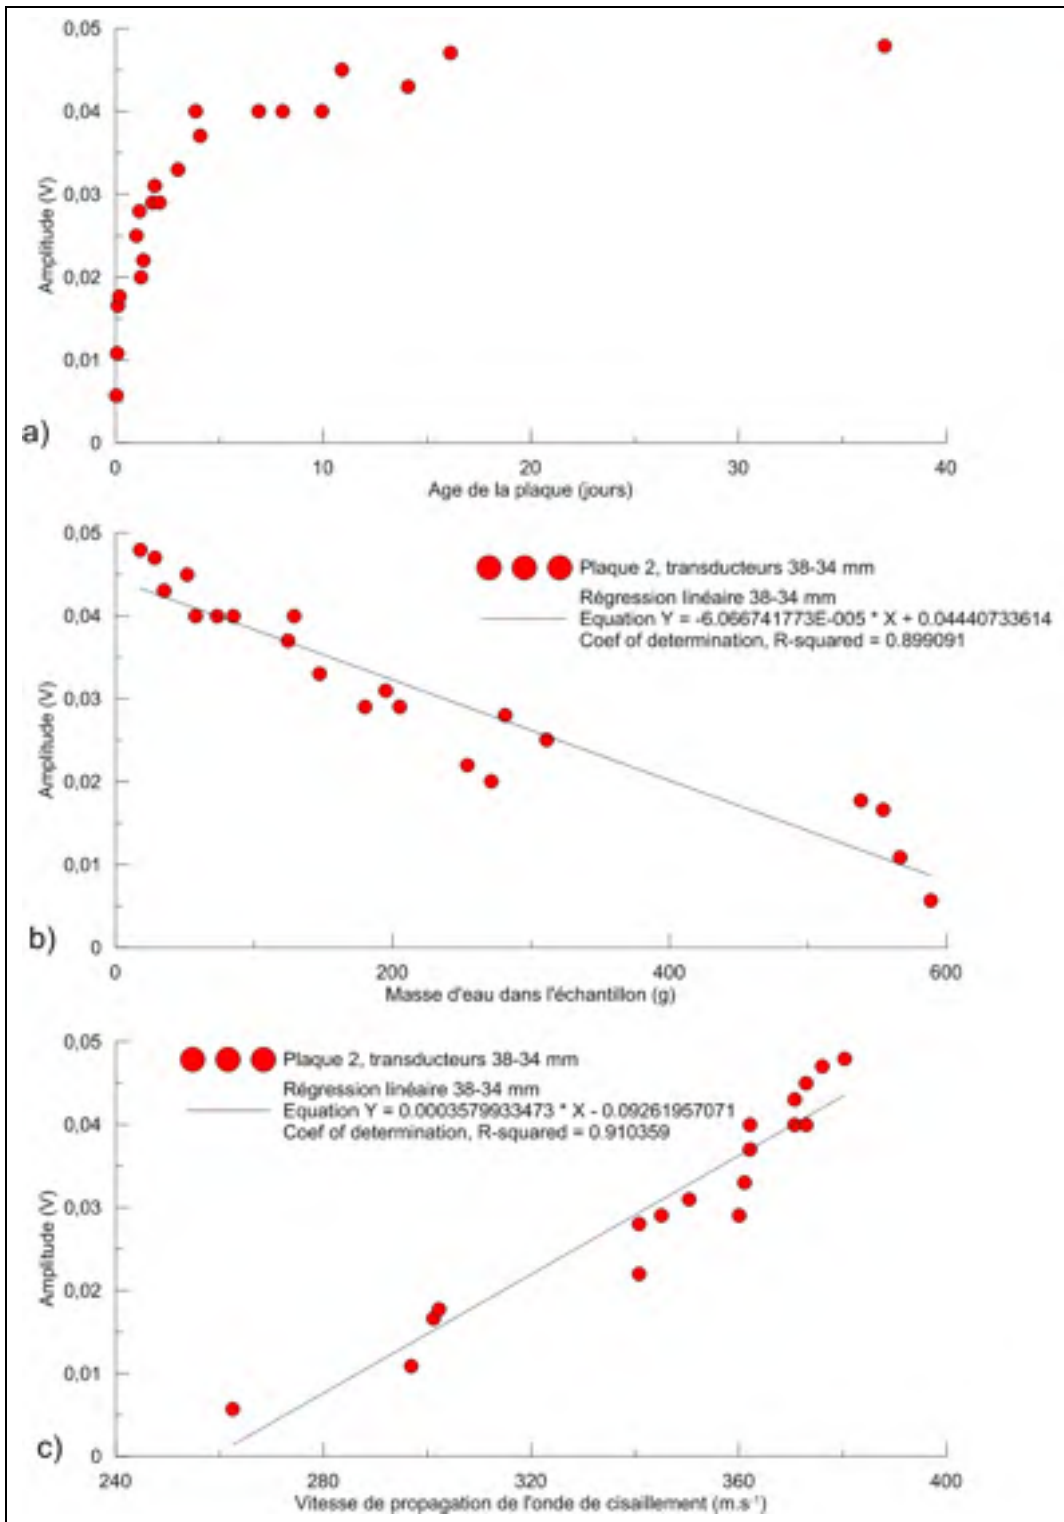 0,05
0,04
0,03
0,02
0,01
0
Amplitude (V)
a)
0 10 20 30 40
Age de la plaque (jours)
0,05
0,04
0,03
0,02
0,01
0
Amplitude (V)
Plaque 2, transducteurs 38-34 mm
Régression linéaire 38-34 mm
Equation Y = -6.066741773E-005 * X + 0.04440733614
Coef of determination, R-squared = 0.899091
b)
0 200 400 600
Masse d'eau dans l'échantillon (g)
0,05
0,04
0,03
0,02
0,01
0
Amplitude (V)
Plaque 2, transducteurs 38-34 mm
Régression linéaire 38-34 mm
Equation Y = 0.0003579933473 * X - 0.09261957071
Coef of determination, R-squared = 0.910359
c)
240 280 320 360 400
Vitesse de propagation de l'onde de cisaillement (m.s⁻¹)